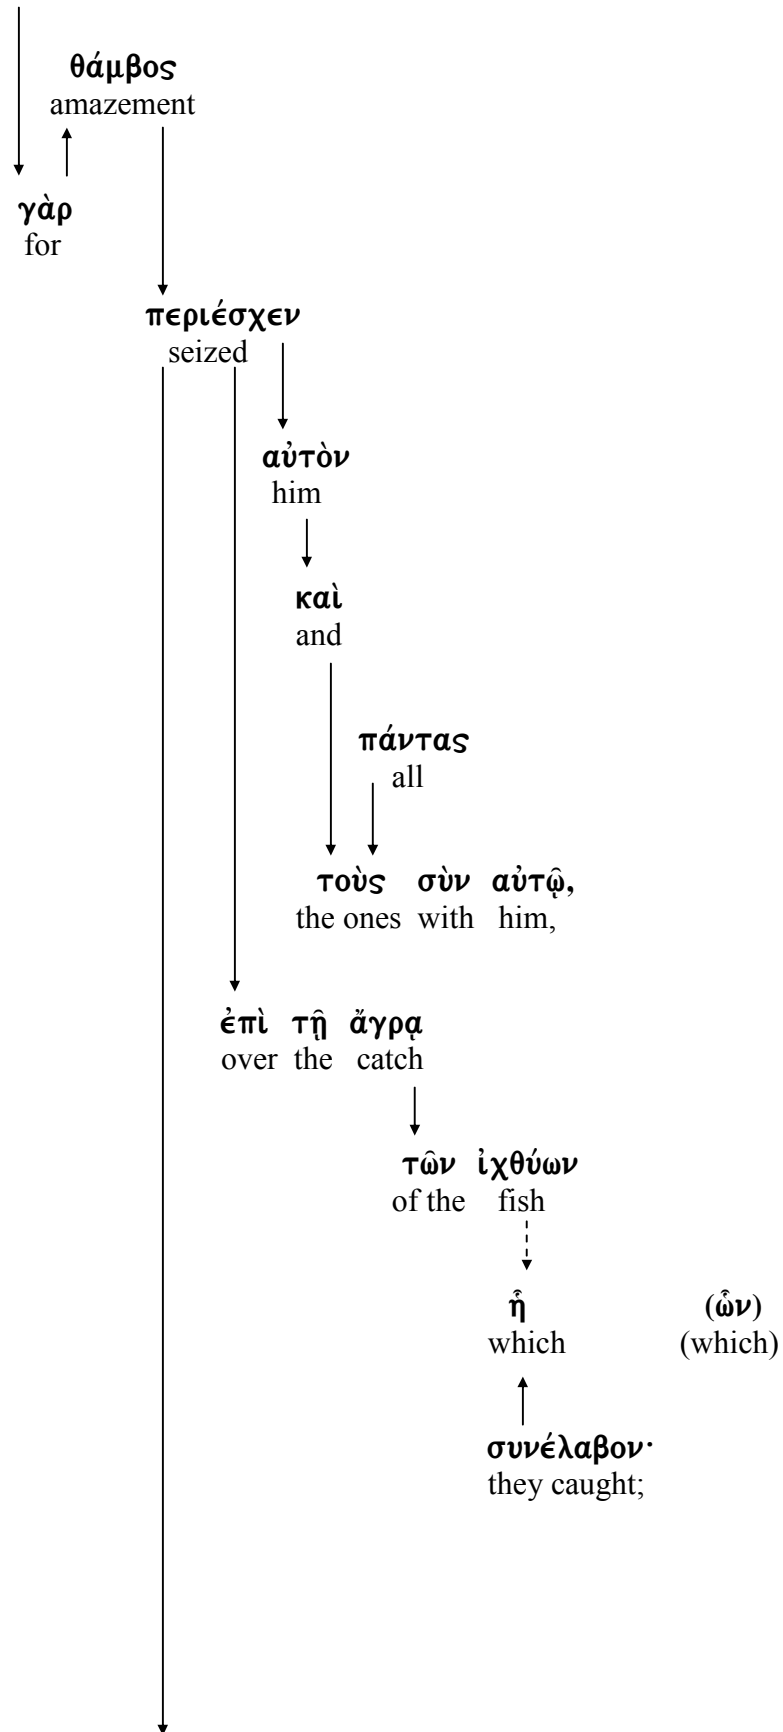 θάμβος
amazement
γὰρ
for
περιέσχεν
seized
αὐτὸν
him
καὶ
and
πάντας
all
τοὺς σὺν αὐτῷ,
the ones with him,
ἐπὶ τῇ ἄγρᾳ
over the catch
τῶν ἰχθύων
of the fish
ᾗ (ὧν)
which (which)
συνέλαβον·
they caught;